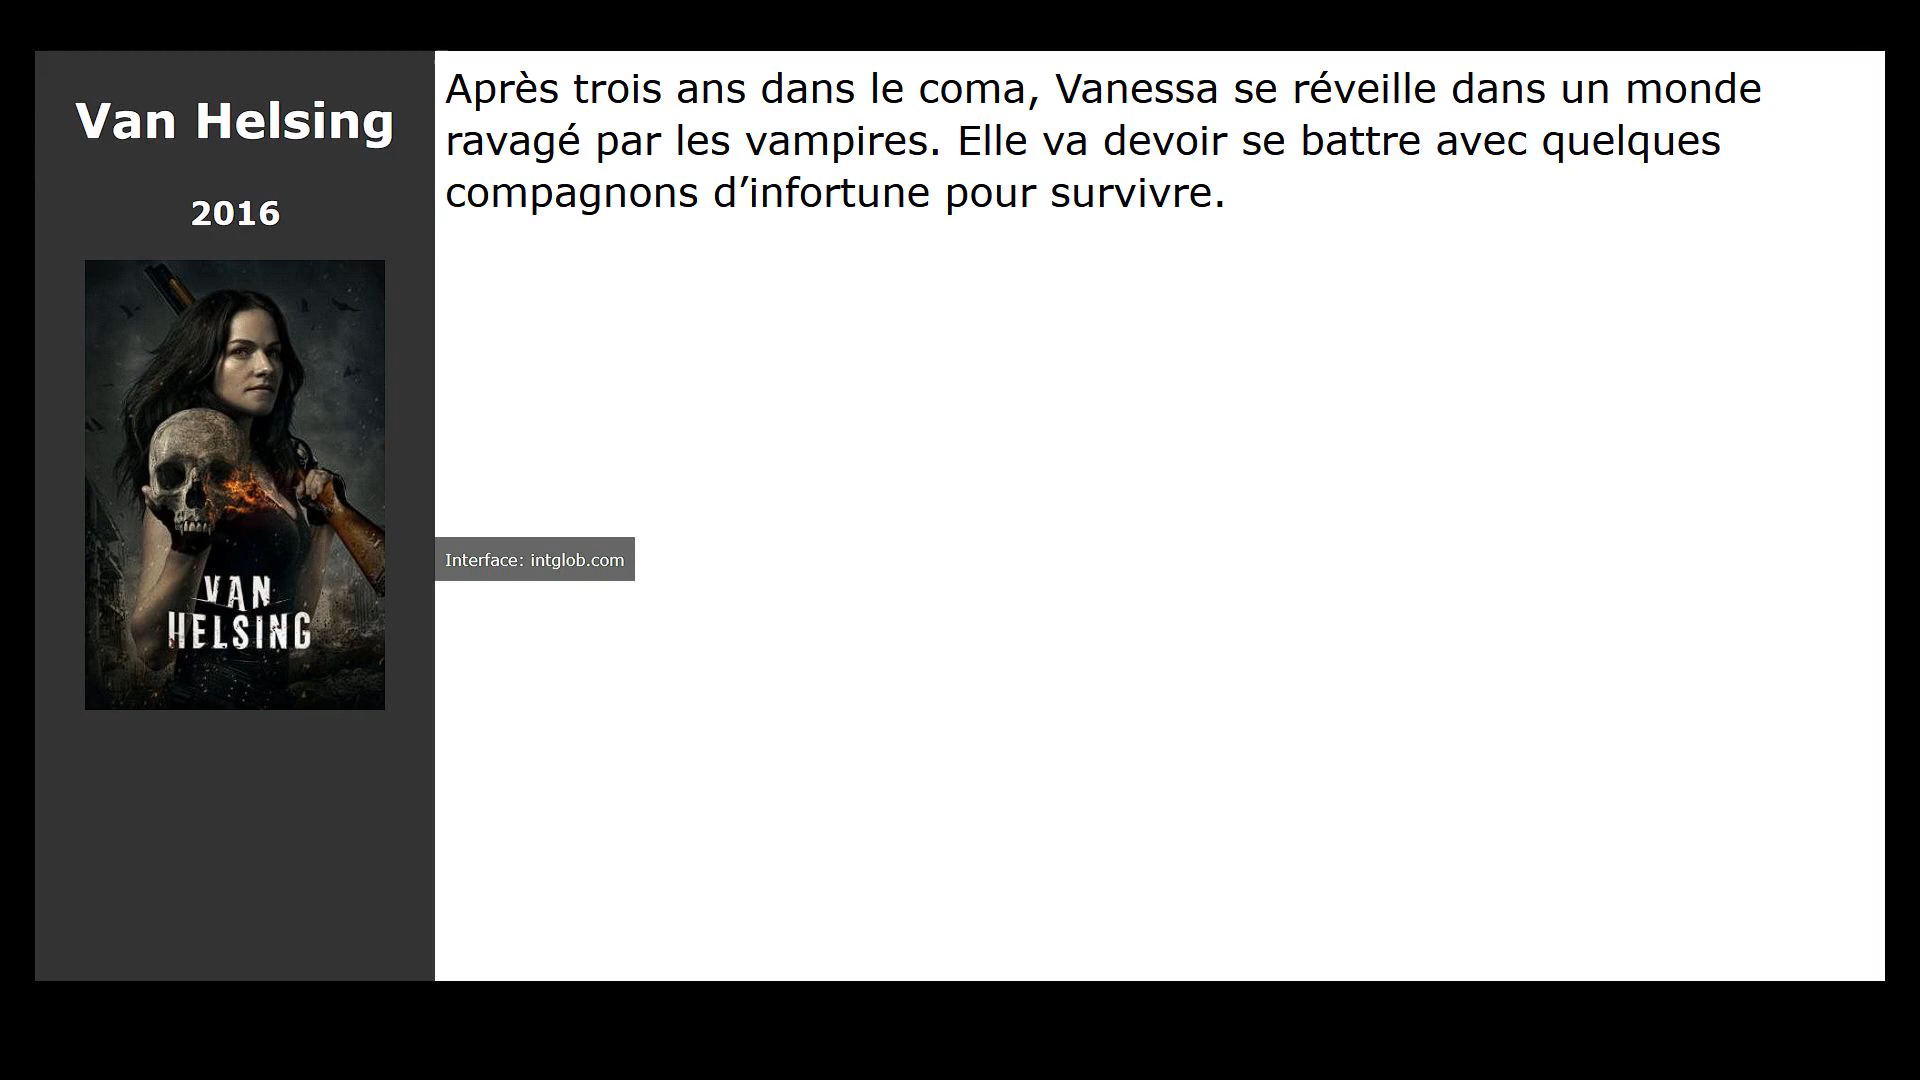 Van Helsing
2016
VAN
HELSING
Après trois ans dans le coma, Vanessa se réveille dans un monde
ravagé par les vampires. Elle va devoir se battre avec quelques
compagnons d’infortune pour survivre.
Interface: intglob.com